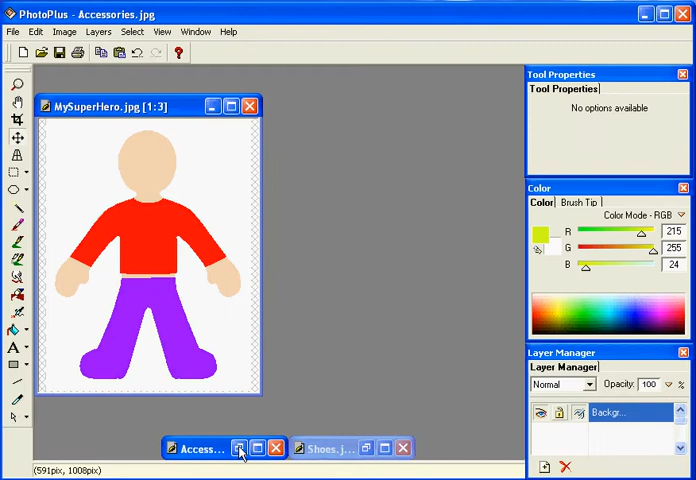 PhotoPlus - Accessories.jpg
File Edit Image Layers Select View Window Help
MySuperHero.jpg [1:3]
Tool Properties
Tool Properties
No options available
Color
Color Brush Tip
Color Mode - RGB
R 215
G 255
B 24
Layer Manager
Layer Manager
Normal Opacity: 100 %
Backgr...
A
Access... Shoes.j...
(591pix, 1008pix)